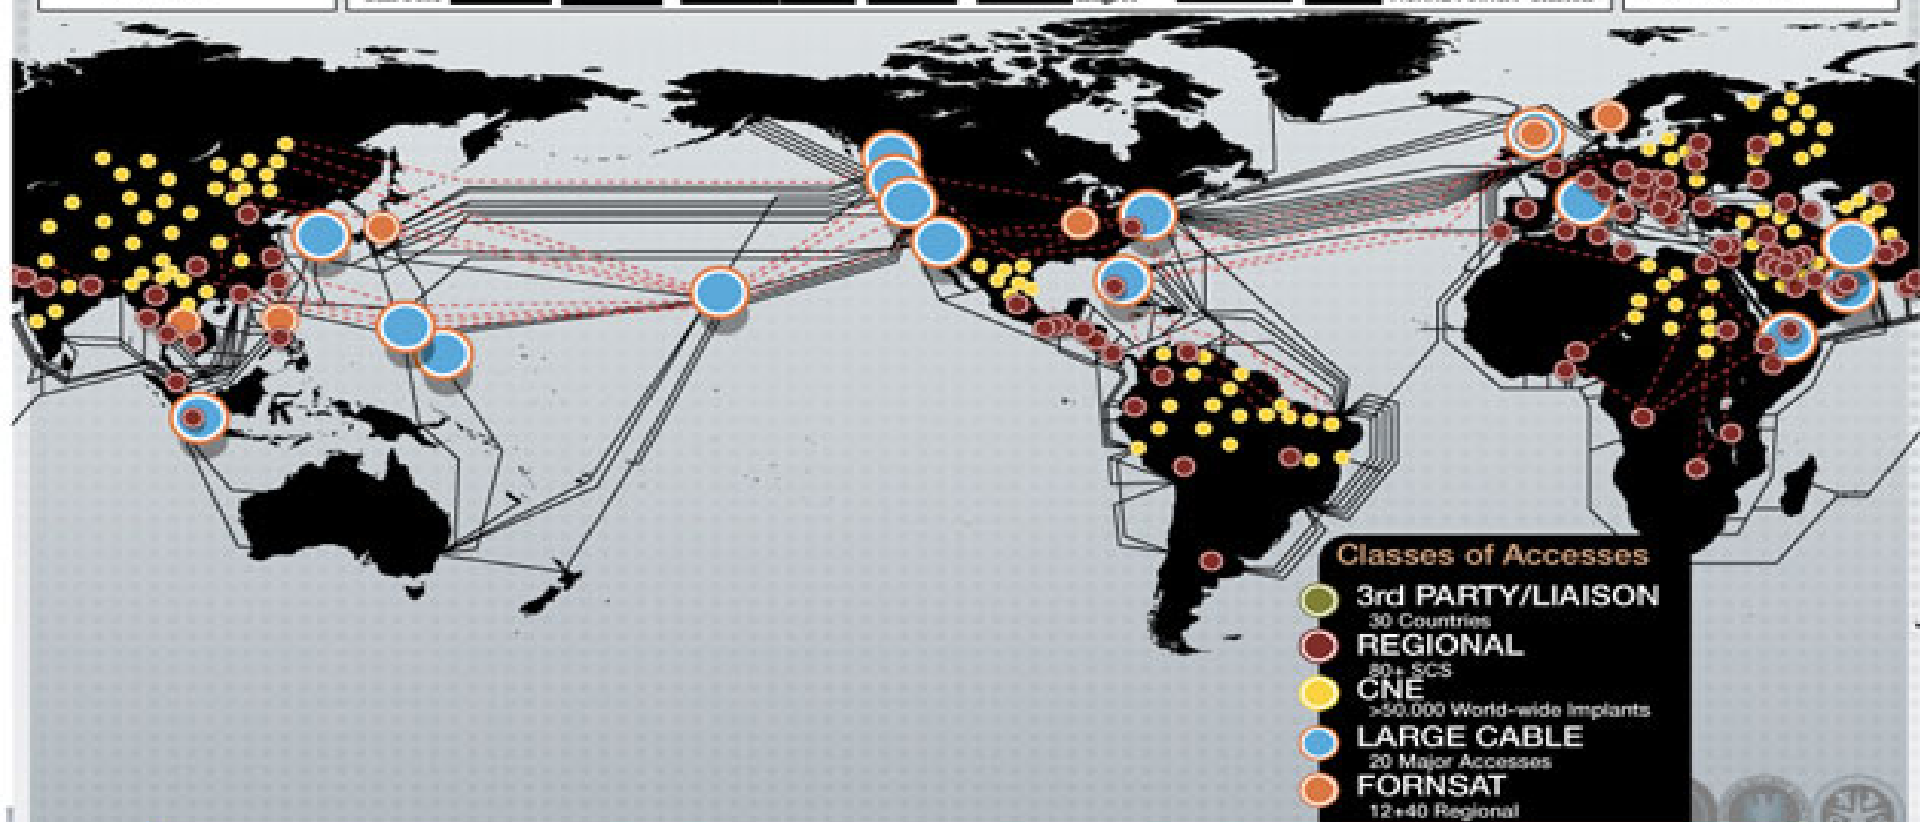 Classes of Accesses
3rd PARTY/LIAISON
30 Countries
REGIONAL
80+ SCS
CNE
>50.000 World-wide Implants
LARGE CABLE
20 Major Accesses
FORNSAT
12+40 Regional